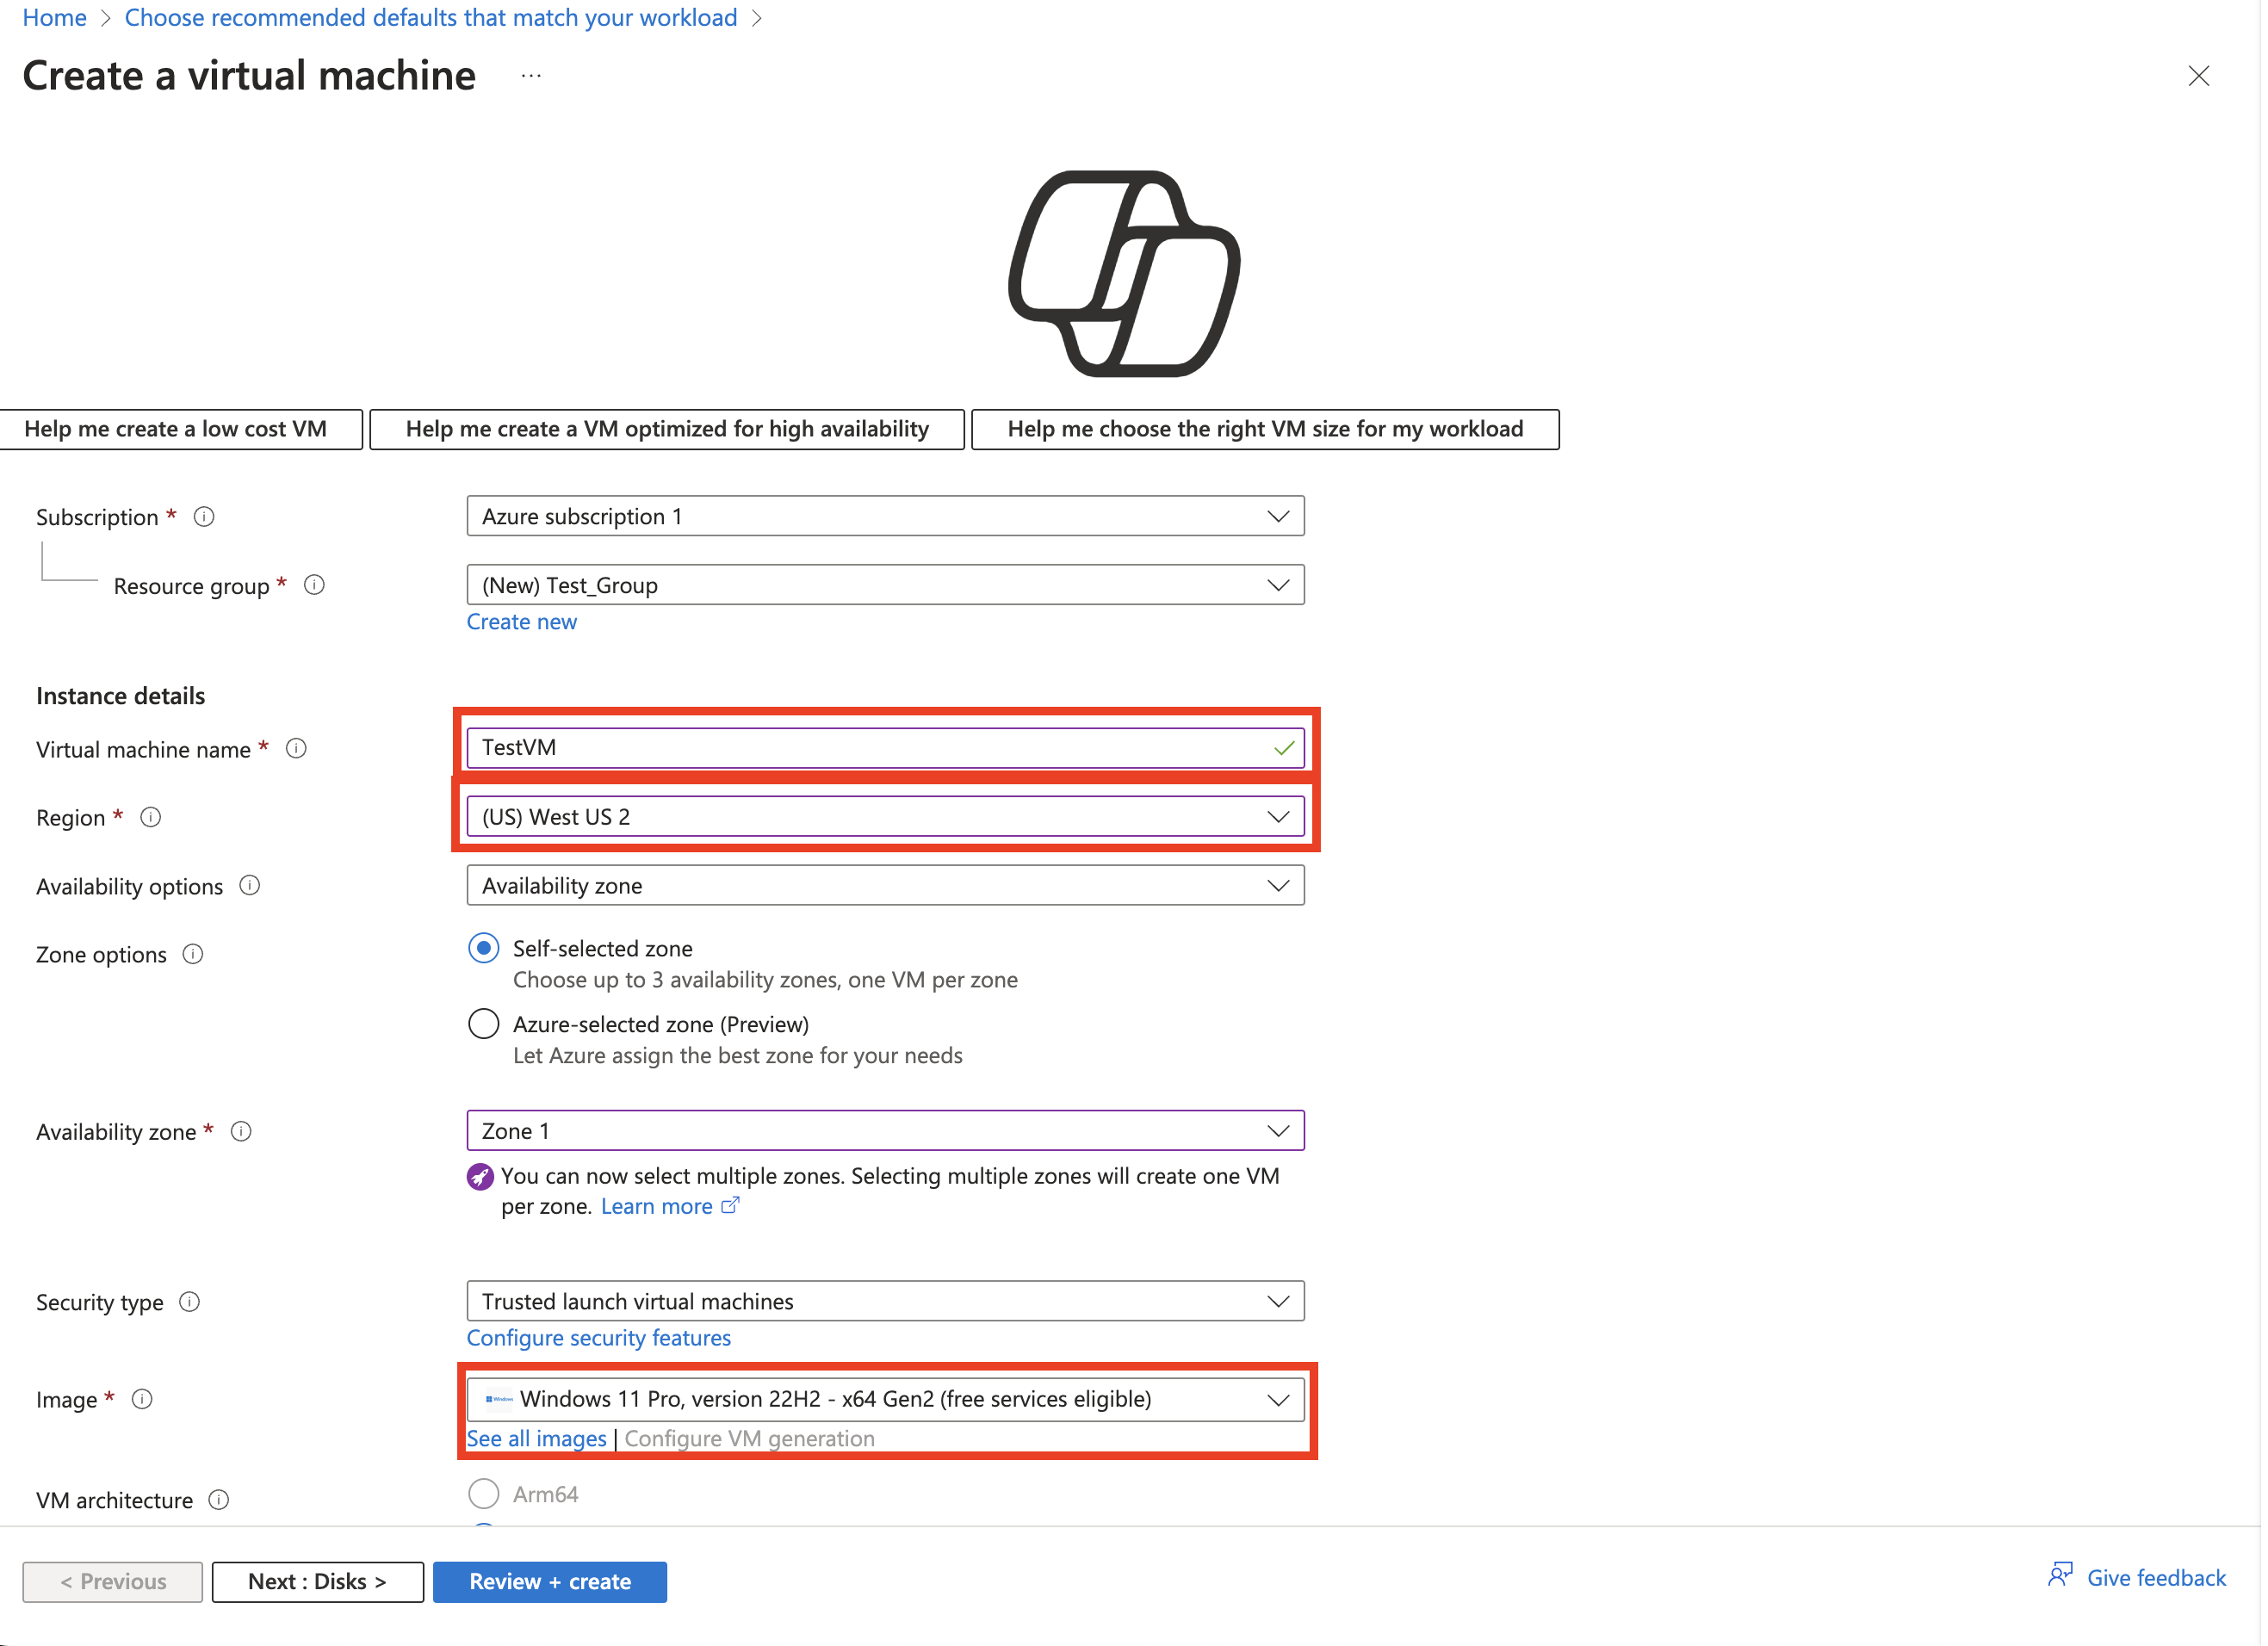 Home > Choose recommended defaults that match your workload >
Create a virtual machine ...
Help me create a low cost VM
Help me create a VM optimized for high availability
Help me choose the right VM size for my workload
Subscription *
Azure subscription 1
Resource group *
(New) Test_Group
Create new
Instance details
Virtual machine name *
TestVM
Region *
(US) West US 2
Availability options
Availability zone
Zone options
Self-selected zone
Choose up to 3 availability zones, one VM per zone
Azure-selected zone (Preview)
Let Azure assign the best zone for your needs
Availability zone *
Zone 1
You can now select multiple zones. Selecting multiple zones will create one VM
per zone. Learn more
Security type
Trusted launch virtual machines
Configure security features
Image *
Windows 11 Pro, version 22H2 - x64 Gen2 (free services eligible)
See all images | Configure VM generation
VM architecture
Arm64
< Previous
Next : Disks >
Review + create
Give feedback